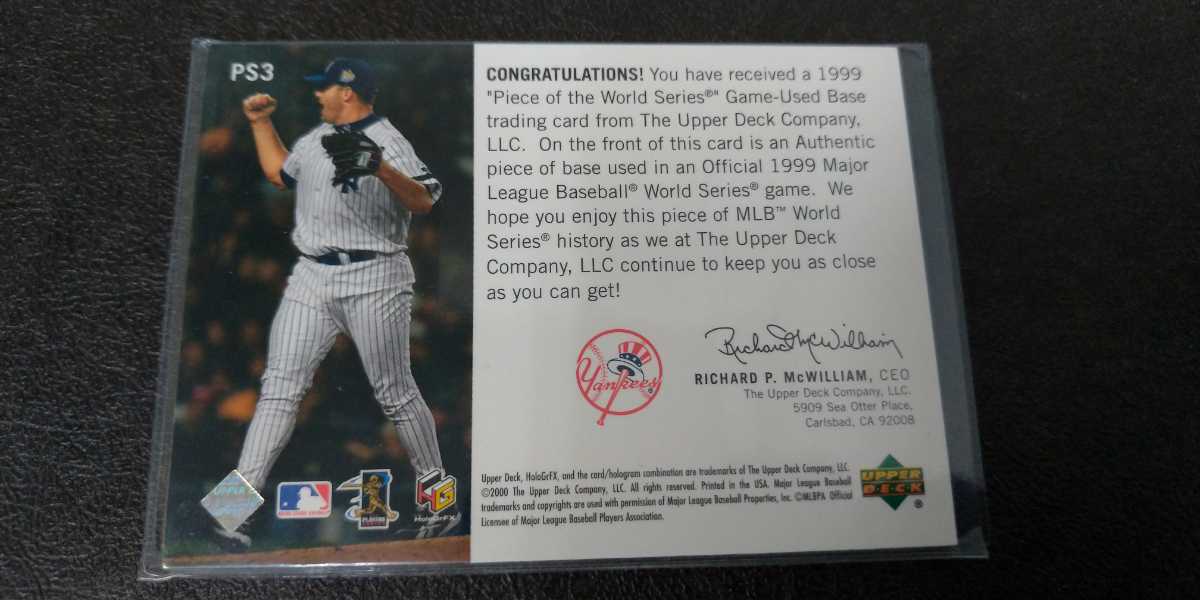 PS3
CONGRATULATIONS! You have received a 1999
"Piece of the World Series®" Game-Used Base
trading card from The Upper Deck Company,
LLC. On the front of this card is an Authentic
piece of base used in an Official 1999 Major
League Baseball® World Series® game. We
hope you enjoy this piece of MLB™ World
Series® history as we at The Upper Deck
Company, LLC continue to keep you as close
as you can get!
Yankees®
Richard McWilliam
RICHARD P. McWILLIAM, CEO
The Upper Deck Company, LLC.
5909 Sea Otter Place,
Carlsbad, CA 92008
Upper Deck, HoloGrFX, and the card/hologram combination are trademarks of The Upper Deck Company, LLC.
©2000 The Upper Deck Company, LLC. All rights reserved. Printed in the USA. Major League Baseball
trademarks and copyrights are used with permission of Major League Baseball Properties, Inc. ©MLBPA Official
Licensee of Major League Baseball Players Association.
UPPER
DECK®
HoloGrFX